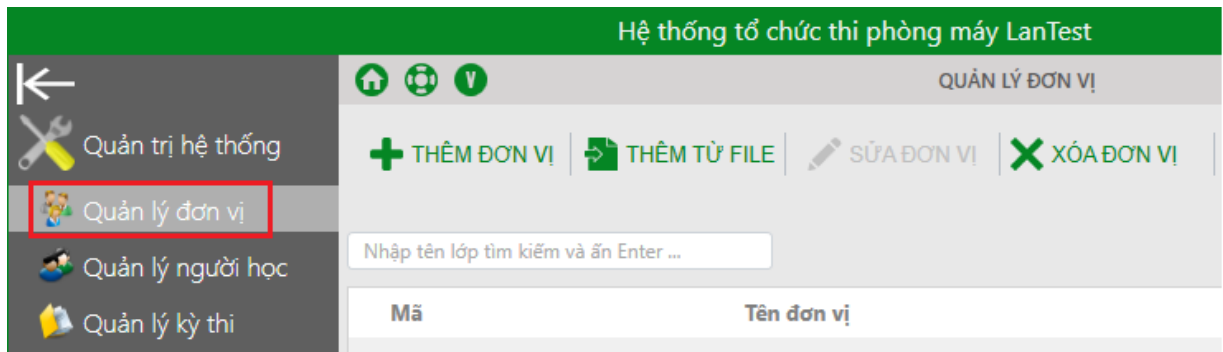 Hệ thống tổ chức thi phòng máy LanTest
V
QUẢN LÝ ĐƠN VỊ
Quản trị hệ thống
THÊM ĐƠN VỊ
THÊM TỪ FILE
SỬA ĐƠN VỊ
XÓA ĐƠN VỊ
Quản lý đơn vị
Nhập tên lớp tìm kiếm và ấn Enter ...
Quản lý người học
Mã
Tên đơn vị
Quản lý kỳ thi